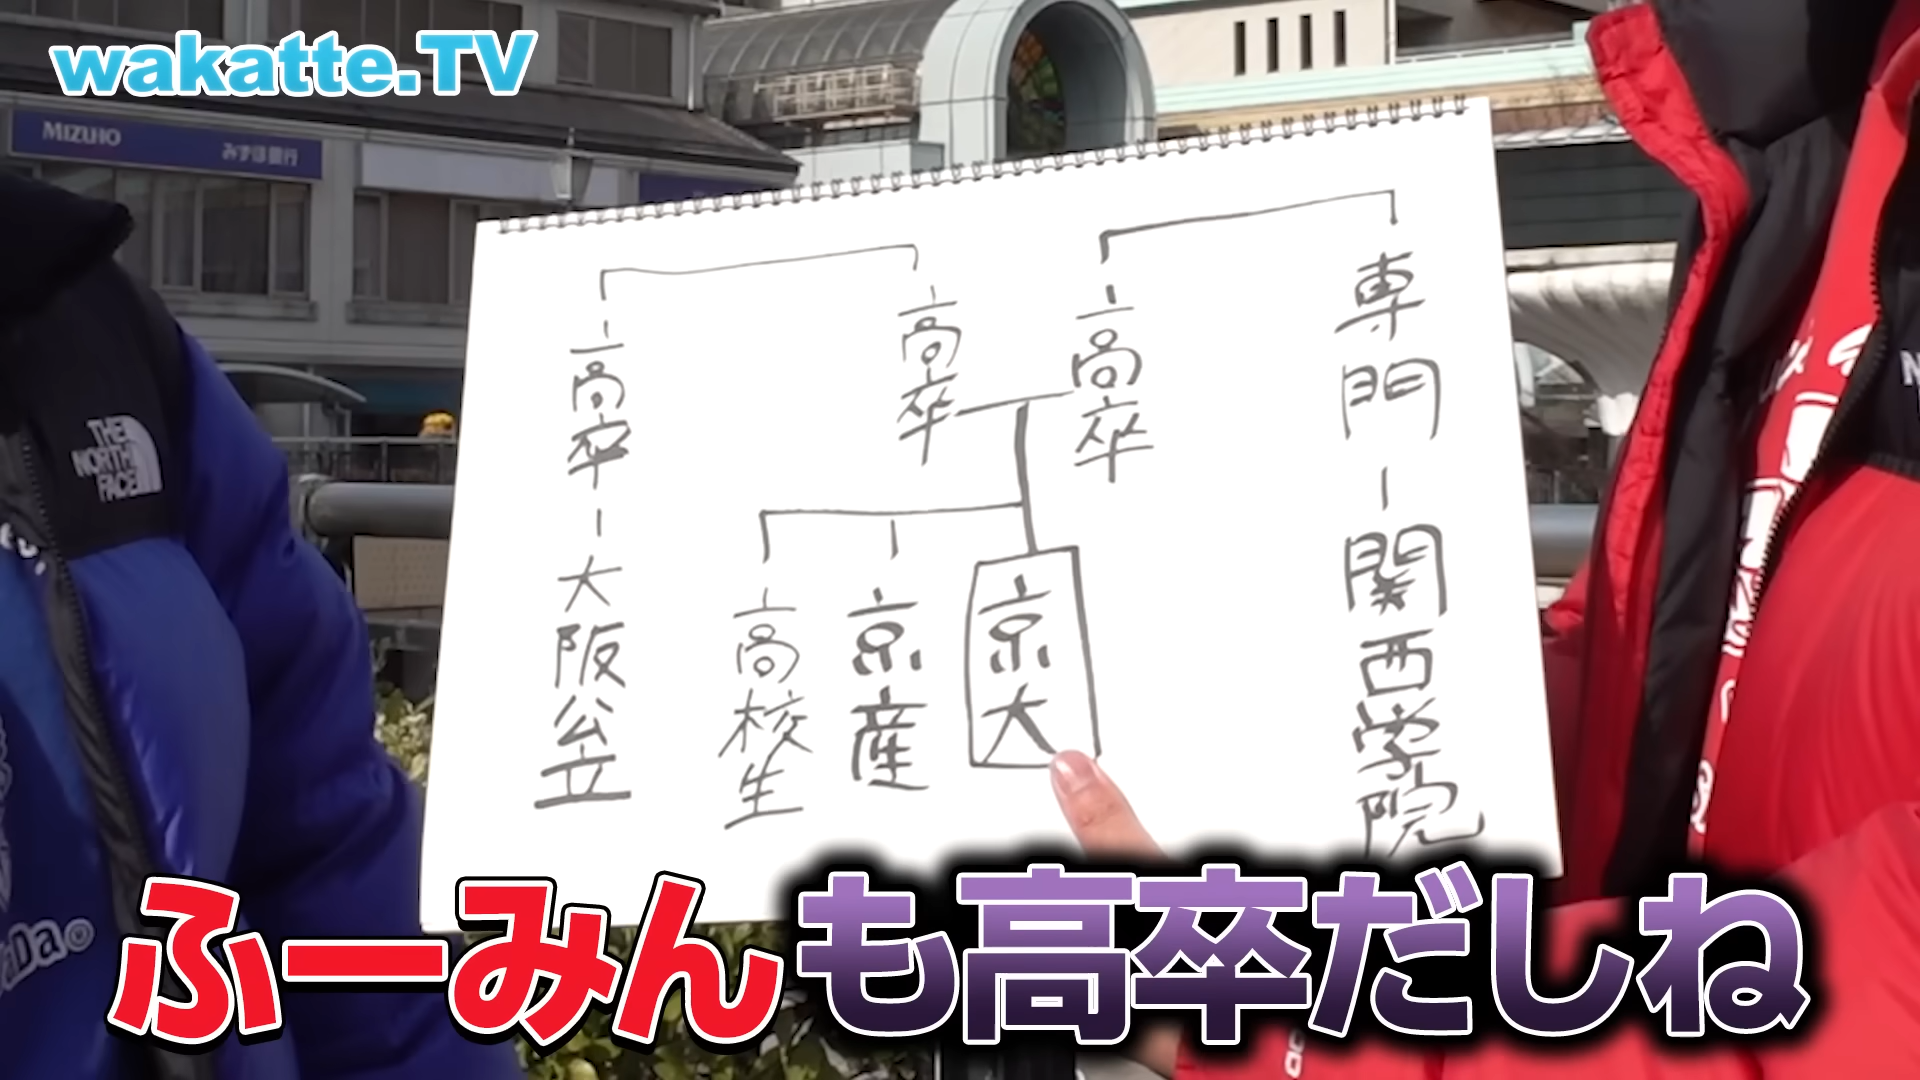 wakatte.TV
MIZUHO
みずほ銀行
THE
NORTH
FACE
専門ー関西学院
高卒
高卒
高卒ー大阪公立
京大
京産
高校生
ふーみんも高卒だしね